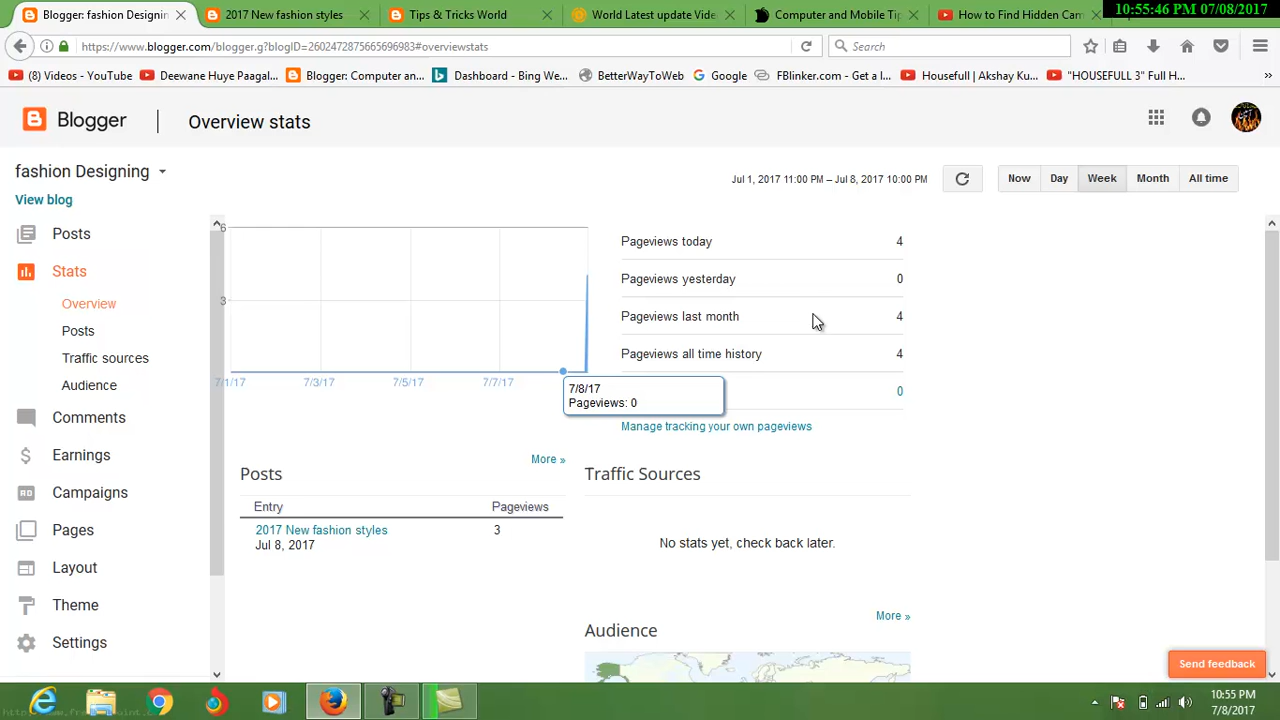 Blogger: fashion Designin
2017 New fashion styles
Tips & Tricks World
World Latest update Vide
Computer and Mobile Ti
How to Find Hidden Cam
10:55:46 PM 07/08/2017
https://www.blogger.com/blogger.g?blogID=2602472875665696983#overviewstats
Search
(8) Videos - YouTube
Deewane Huye Paagal...
Blogger: Computer an...
Dashboard - Bing We...
BetterWayToWeb
Google
FBlinker.com - Get a l...
Housefull | Akshay Ku...
"HOUSEFULL 3" Full H...
»
Blogger
Overview stats
fashion Designing
Jul 1, 2017 11:00 PM – Jul 8, 2017 10:00 PM
Now
Day
Week
Month
All time
View blog
Posts
Stats
Overview
Posts
Traffic sources
Audience
Comments
Earnings
Campaigns
Pages
Layout
Theme
Settings
6
3
7/1/17
7/3/17
7/5/17
7/7/17
7/8/17
Pageviews: 0
Pageviews today 4
Pageviews yesterday 0
Pageviews last month 4
Pageviews all time history 4
0
Manage tracking your own pageviews
More »
Posts
Entry Pageviews
2017 New fashion styles 3
Jul 8, 2017
Traffic Sources
No stats yet, check back later.
More »
Audience
Send feedback
10:55 PM
7/8/2017